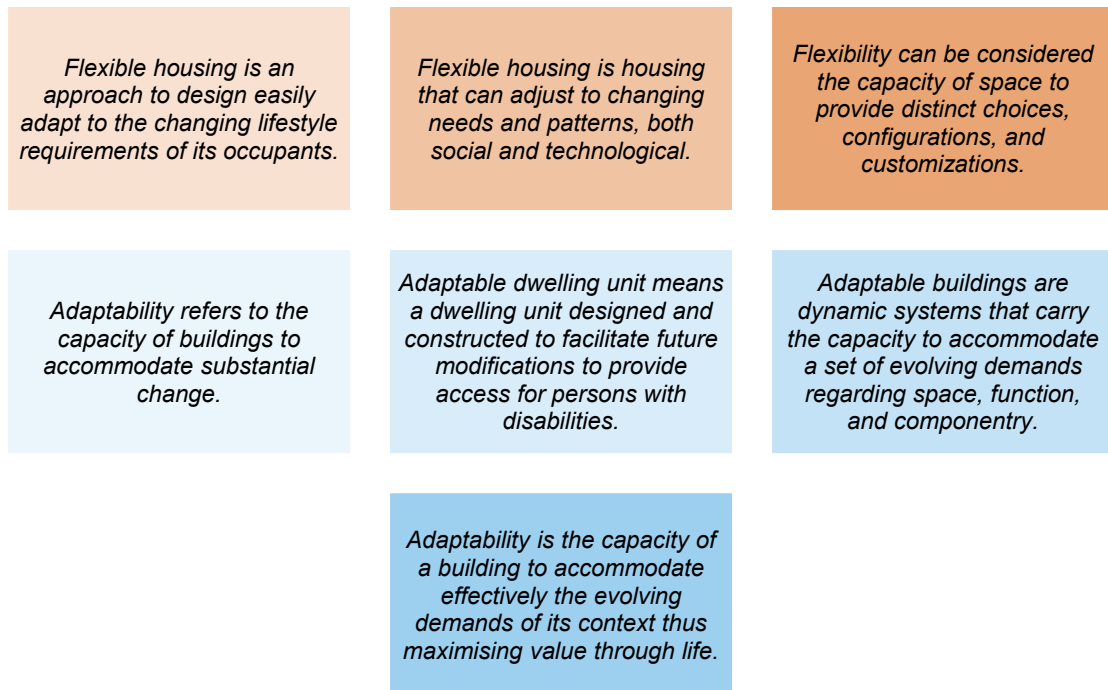 Flexible housing is an
approach to design easily
adapt to the changing lifestyle
requirements of its occupants.
Flexible housing is housing
that can adjust to changing
needs and patterns, both
social and technological.
Flexibility can be considered
the capacity of space to
provide distinct choices,
configurations, and
customizations.
Adaptability refers to the
capacity of buildings to
accommodate substantial
change.
Adaptable dwelling unit means
a dwelling unit designed and
constructed to facilitate future
modifications to provide
access for persons with
disabilities.
Adaptable buildings are
dynamic systems that carry
the capacity to accommodate
a set of evolving demands
regarding space, function,
and componentry.
Adaptability is the capacity of
a building to accommodate
effectively the evolving
demands of its context thus
maximising value through life.